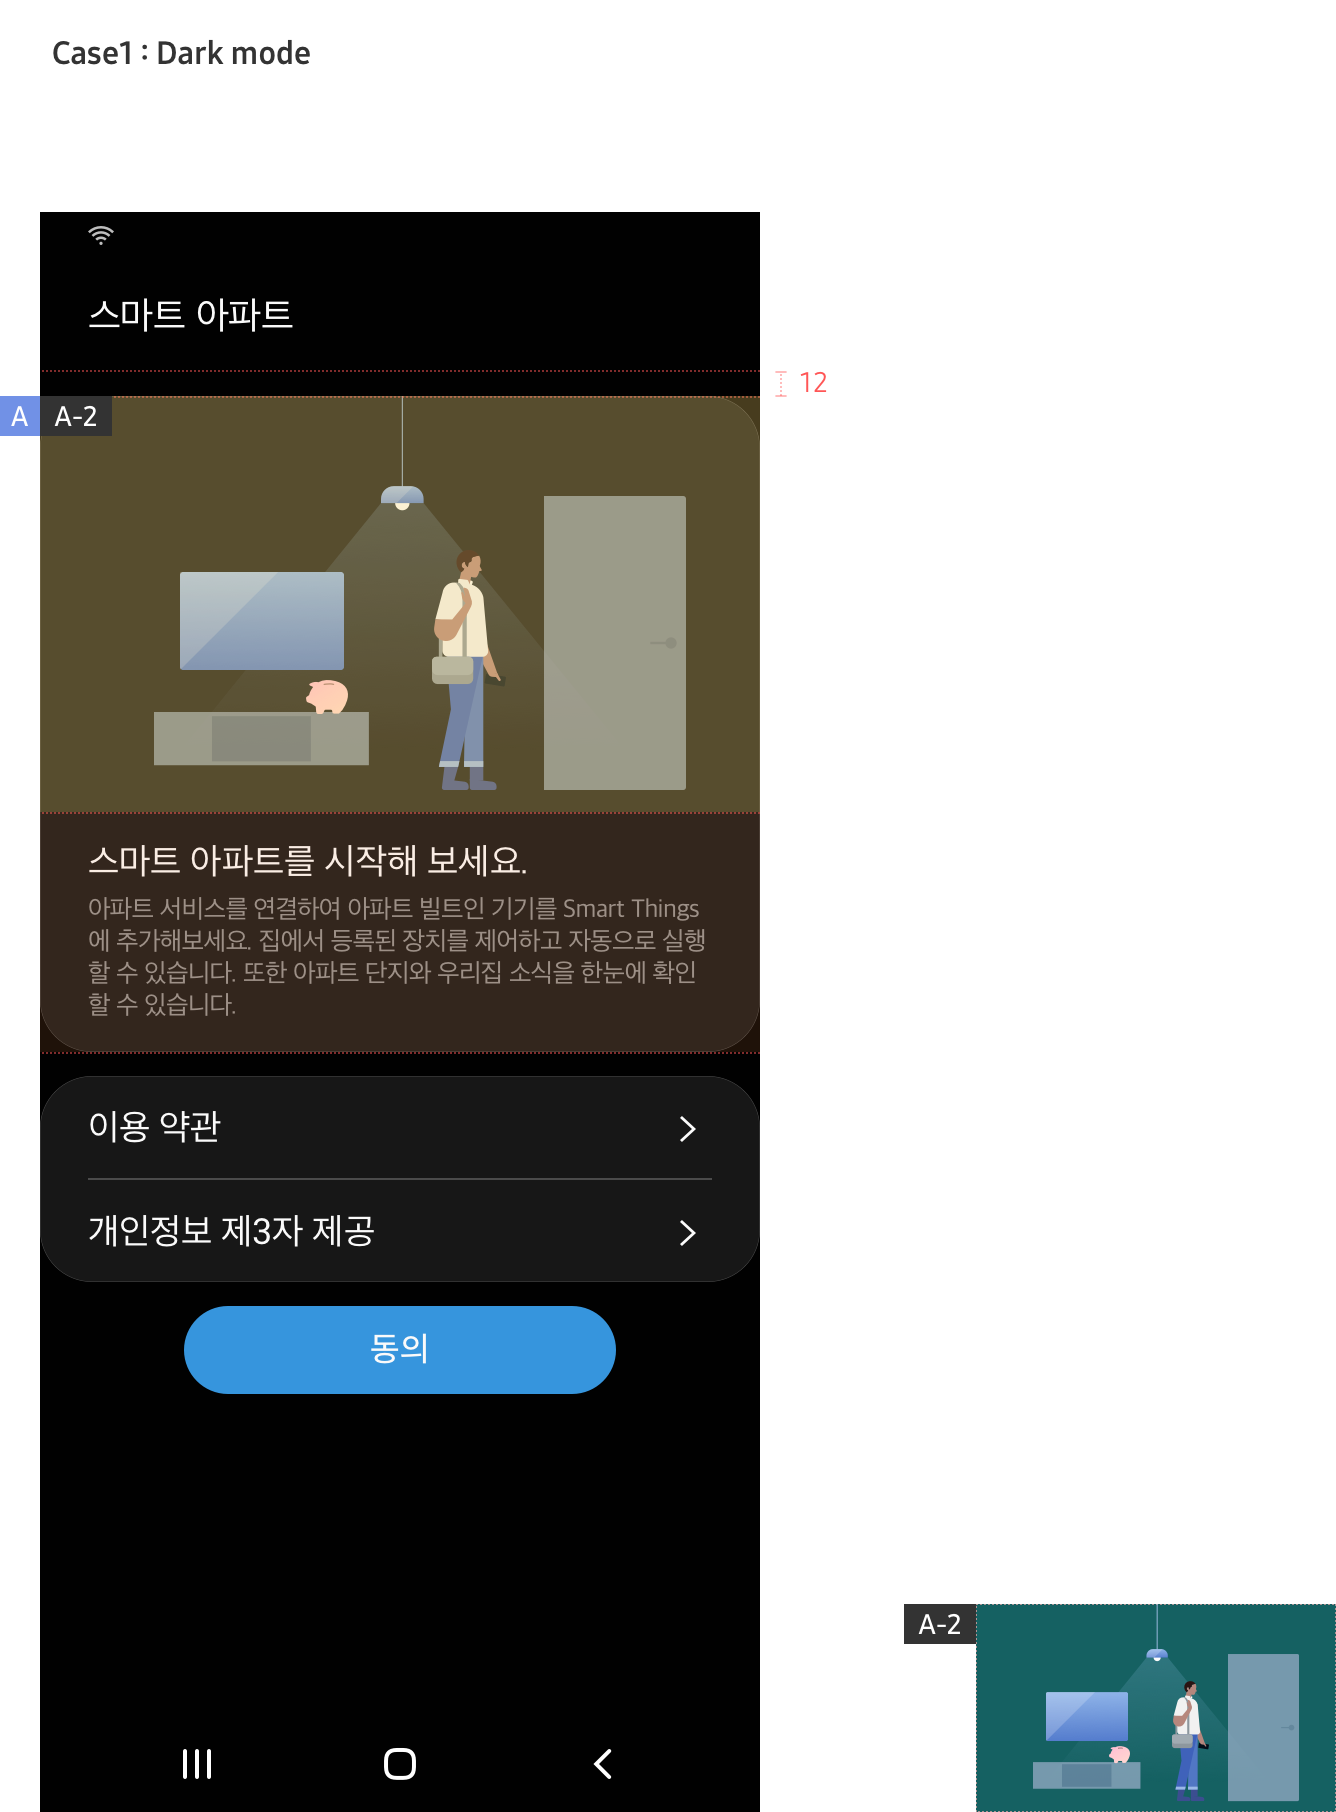 Case1 : Dark mode
스마트 아파트
12
A
A-2
스마트 아파트를 시작해 보세요.
아파트 서비스를 연결하여 아파트 빌트인 기기를 Smart Things
에 추가해보세요. 집에서 등록된 장치를 제어하고 자동으로 실행
할 수 있습니다. 또한 아파트 단지와 우리집 소식을 한눈에 확인
할 수 있습니다.
이용 약관
개인정보 제3자 제공
동의
A-2